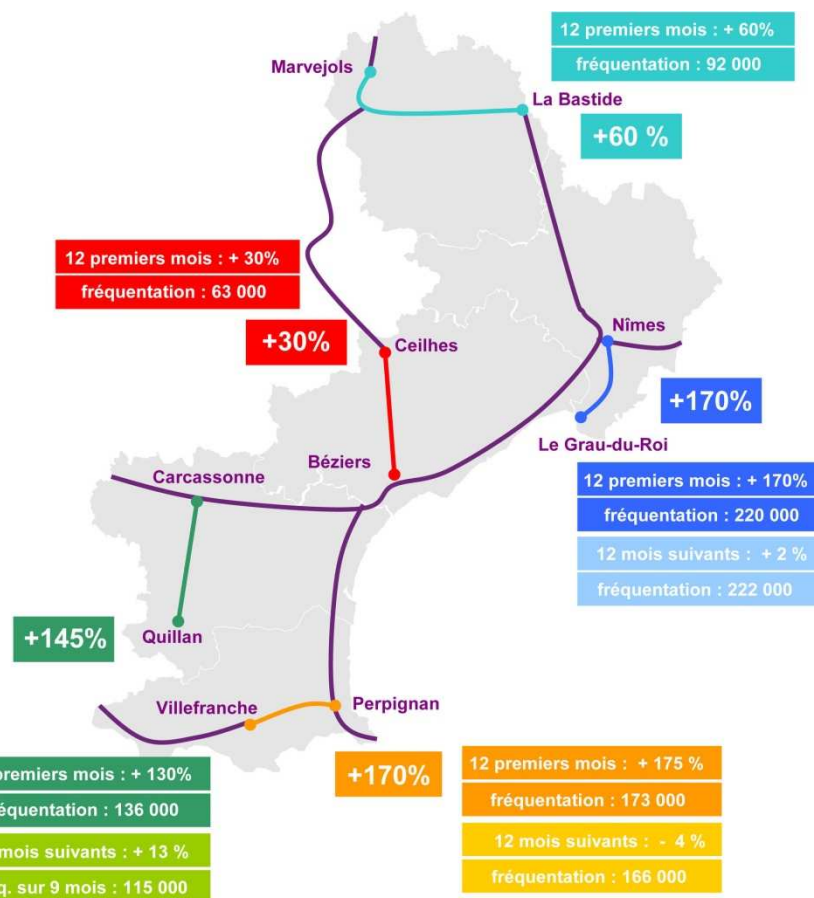 12 premiers mois : + 60%
fréquentation : 92 000
Marvejols
La Bastide
+60 %
12 premiers mois : + 30%
fréquentation : 63 000
+30%
Ceilhes
Nîmes
+170%
Le Grau-du-Roi
Béziers
Carcassonne
12 premiers mois : + 170%
fréquentation : 220 000
12 mois suivants : + 2 %
fréquentation : 222 000
+145%
Quillan
Villefranche
Perpignan
+170%
premiers mois : + 130%
équentation : 136 000
mois suivants : + 13 %
q. sur 9 mois : 115 000
12 premiers mois : + 175 %
fréquentation : 173 000
12 mois suivants : - 4 %
fréquentation : 166 000